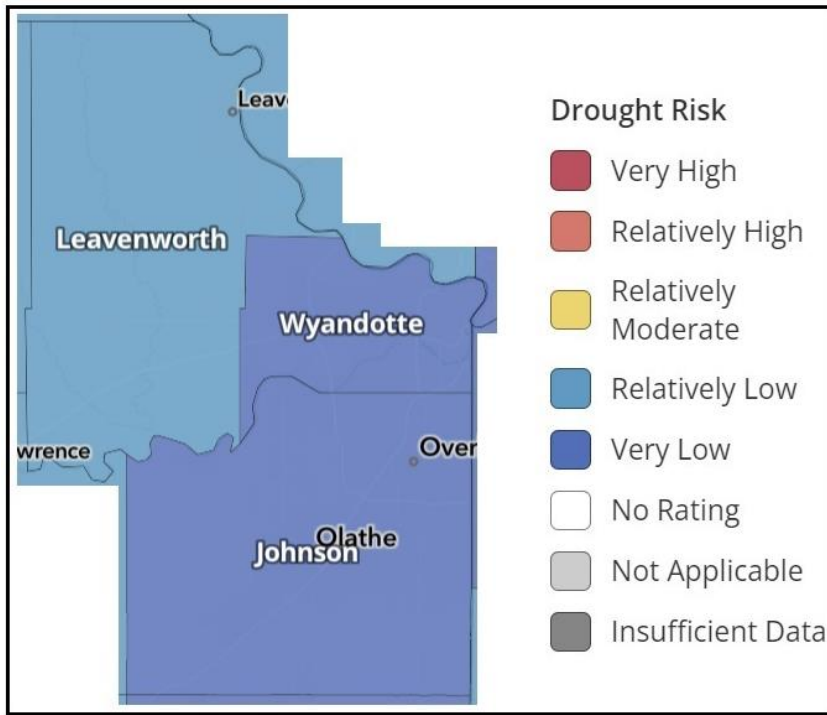 Leav
Leavenworth
Wyandotte
wrence
Over
Olathe
Johnson
Drought Risk
Very High
Relatively High
Relatively
Moderate
Relatively Low
Very Low
No Rating
Not Applicable
Insufficient Data